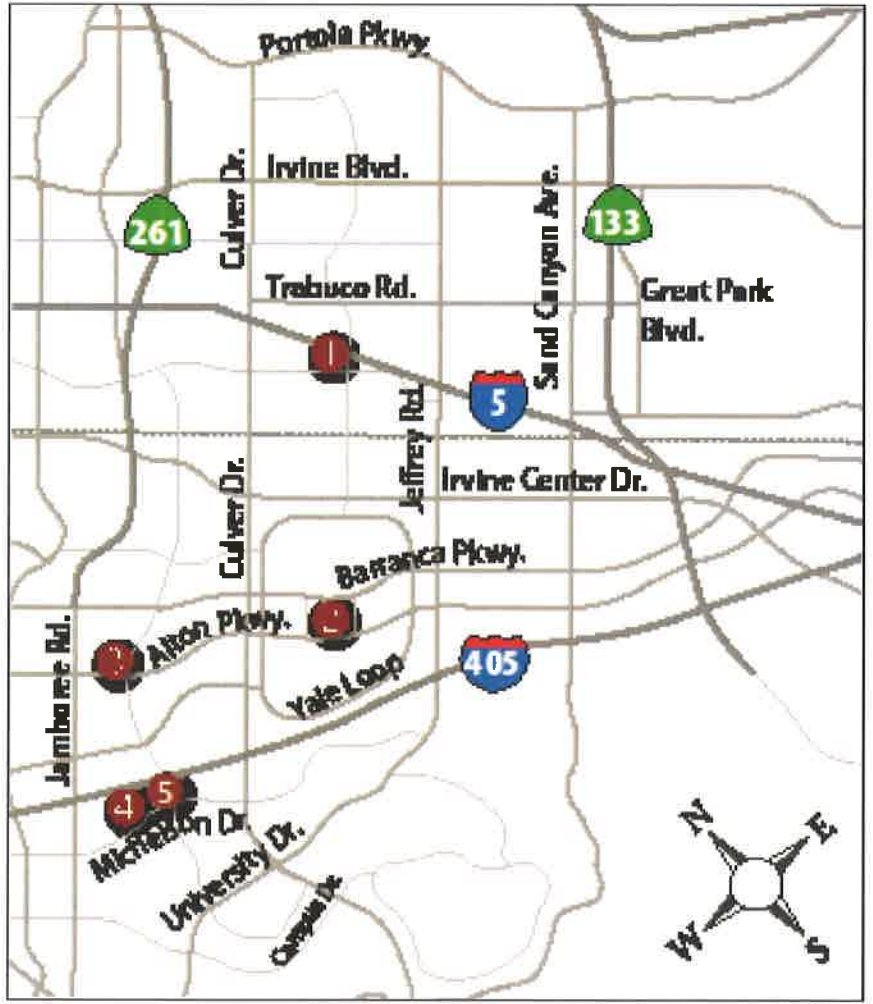 Portola Pkwy.
Culver Dr.
Irvine Blvd.
261
Sand Canyon Ave.
133
Trabuco Rd.
Great Park
Blvd.
1
5
Jeffrey Rd.
Culver Dr.
Irvine Center Dr.
Barranca Pkwy.
2
Alton Pkwy.
3
Yale Loop
405
Jamboree Rd.
4
5
Michelson Dr.
University Dr.
Campus Dr.
N
E
W
S